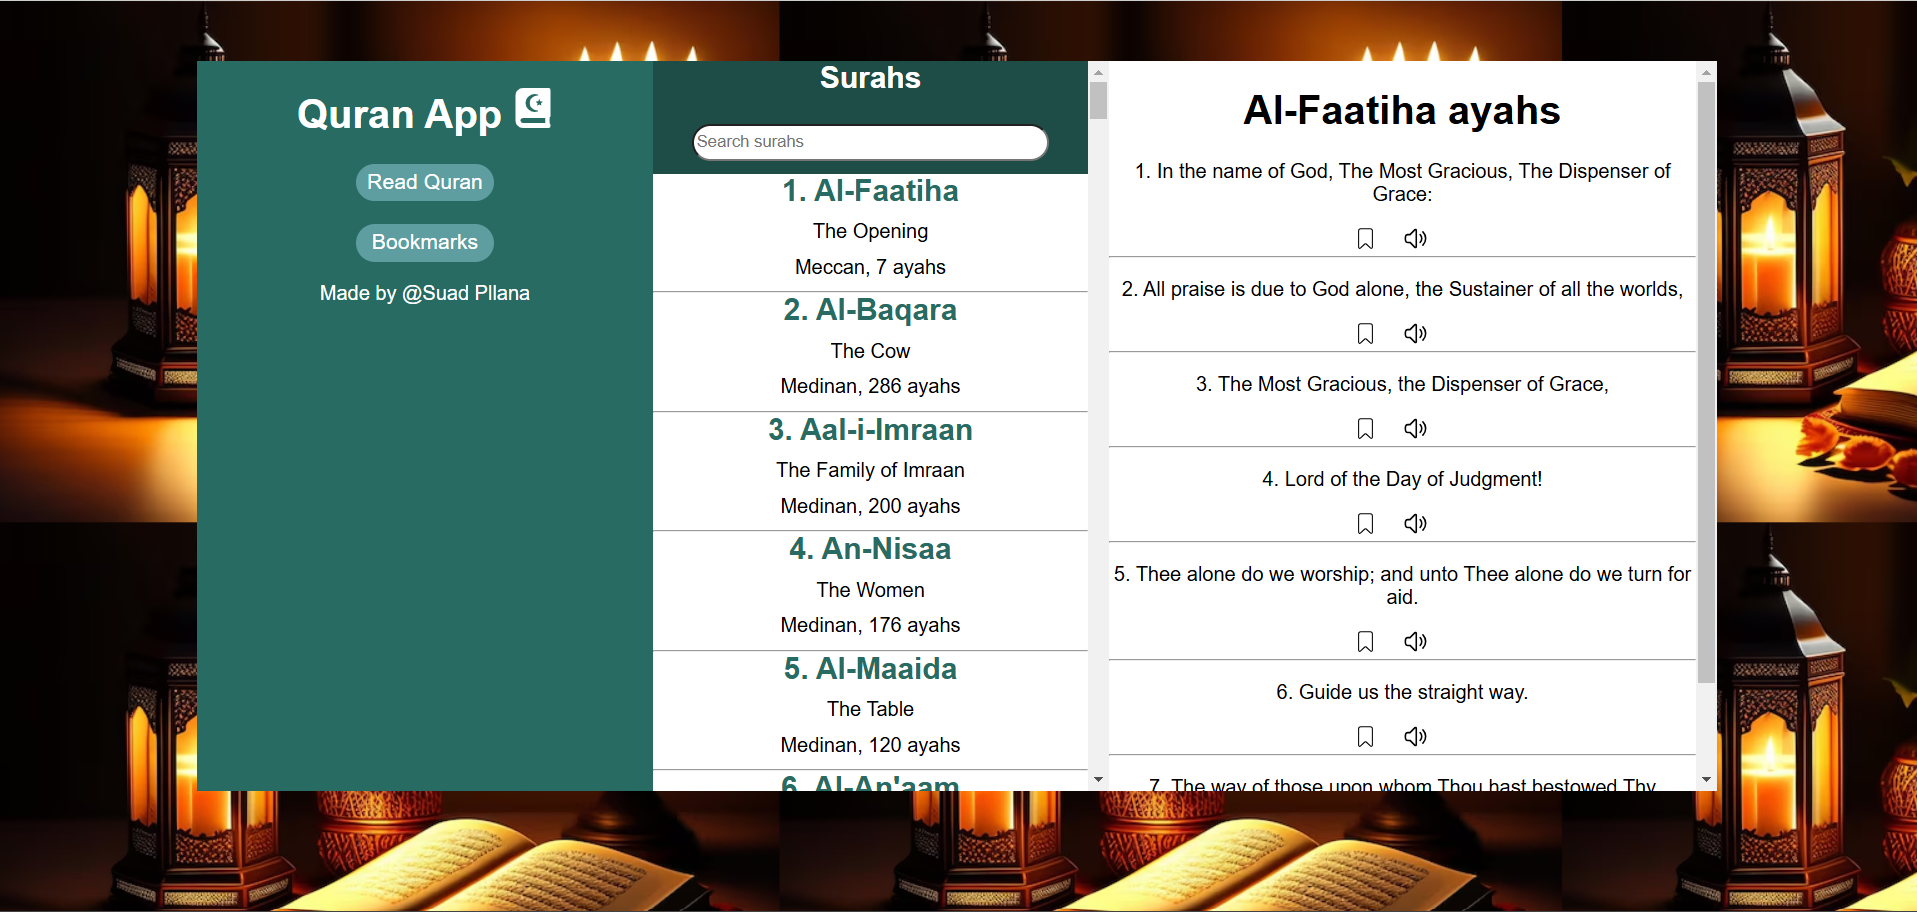 Quran App
Read Quran
Bookmarks
Made by @Suad Pllana
Surahs
Search surahs
1. Al-Faatiha
The Opening
Meccan, 7 ayahs
2. Al-Baqara
The Cow
Medinan, 286 ayahs
3. Aal-i-Imraan
The Family of Imraan
Medinan, 200 ayahs
4. An-Nisaa
The Women
Medinan, 176 ayahs
5. Al-Maaida
The Table
Medinan, 120 ayahs
6. Al-An'aam
Al-Faatiha ayahs
1. In the name of God, The Most Gracious, The Dispenser of
Grace:
2. All praise is due to God alone, the Sustainer of all the worlds,
3. The Most Gracious, the Dispenser of Grace,
4. Lord of the Day of Judgment!
5. Thee alone do we worship; and unto Thee alone do we turn for
aid.
6. Guide us the straight way.
7. The way of those upon whom Thou hast bestowed Thy